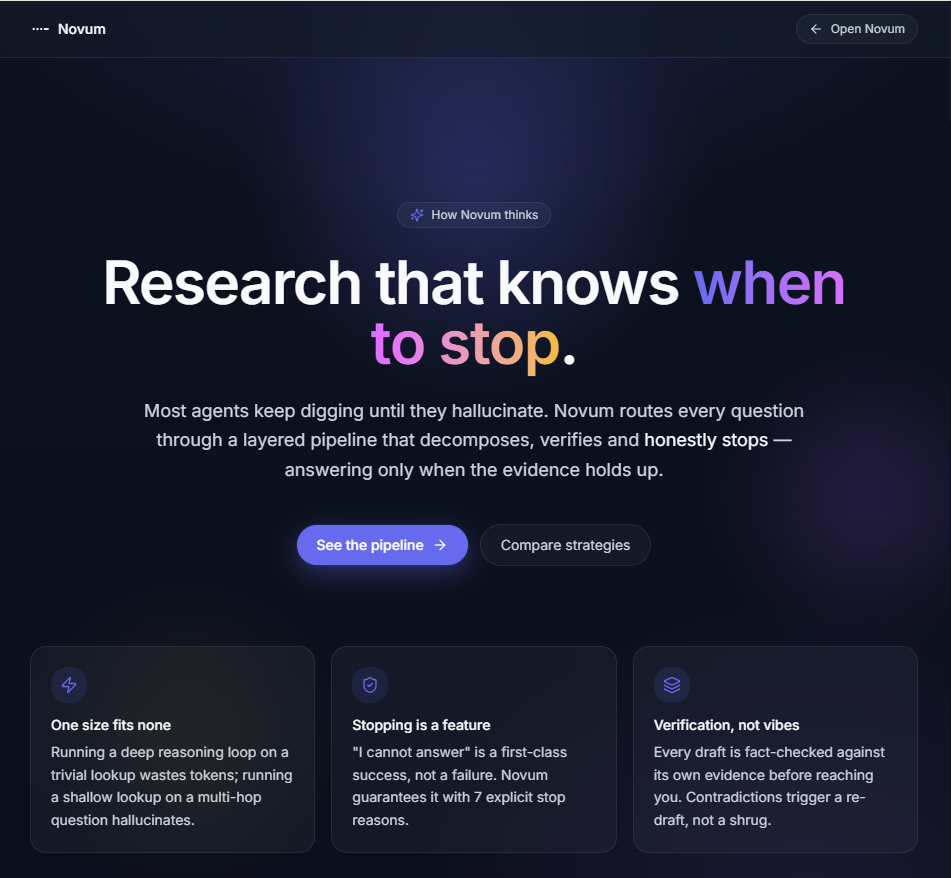 Novum
Open Novum
How Novum thinks
Research that knows when
to stop.
Most agents keep digging until they hallucinate. Novum routes every question
through a layered pipeline that decomposes, verifies and honestly stops —
answering only when the evidence holds up.
See the pipeline
Compare strategies
One size fits none
Running a deep reasoning loop on a
trivial lookup wastes tokens; running
a shallow lookup on a multi-hop
question hallucinates.
Stopping is a feature
"I cannot answer" is a first-class
success, not a failure. Novum
guarantees it with 7 explicit stop
reasons.
Verification, not vibes
Every draft is fact-checked against
its own evidence before reaching
you. Contradictions trigger a re-
draft, not a shrug.